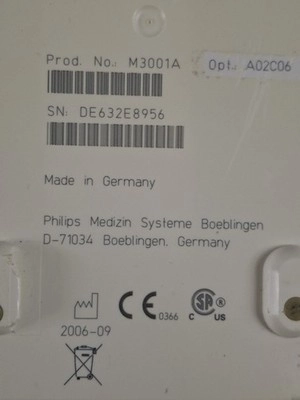 Prod. No.: M3001A
Opt.: A02C06
SN: DE632E8956
Made in Germany
Philips Medizin Systeme Boeblingen
D-71034 Boeblingen, Germany
CE 0366
SA ®
C US
2006-09